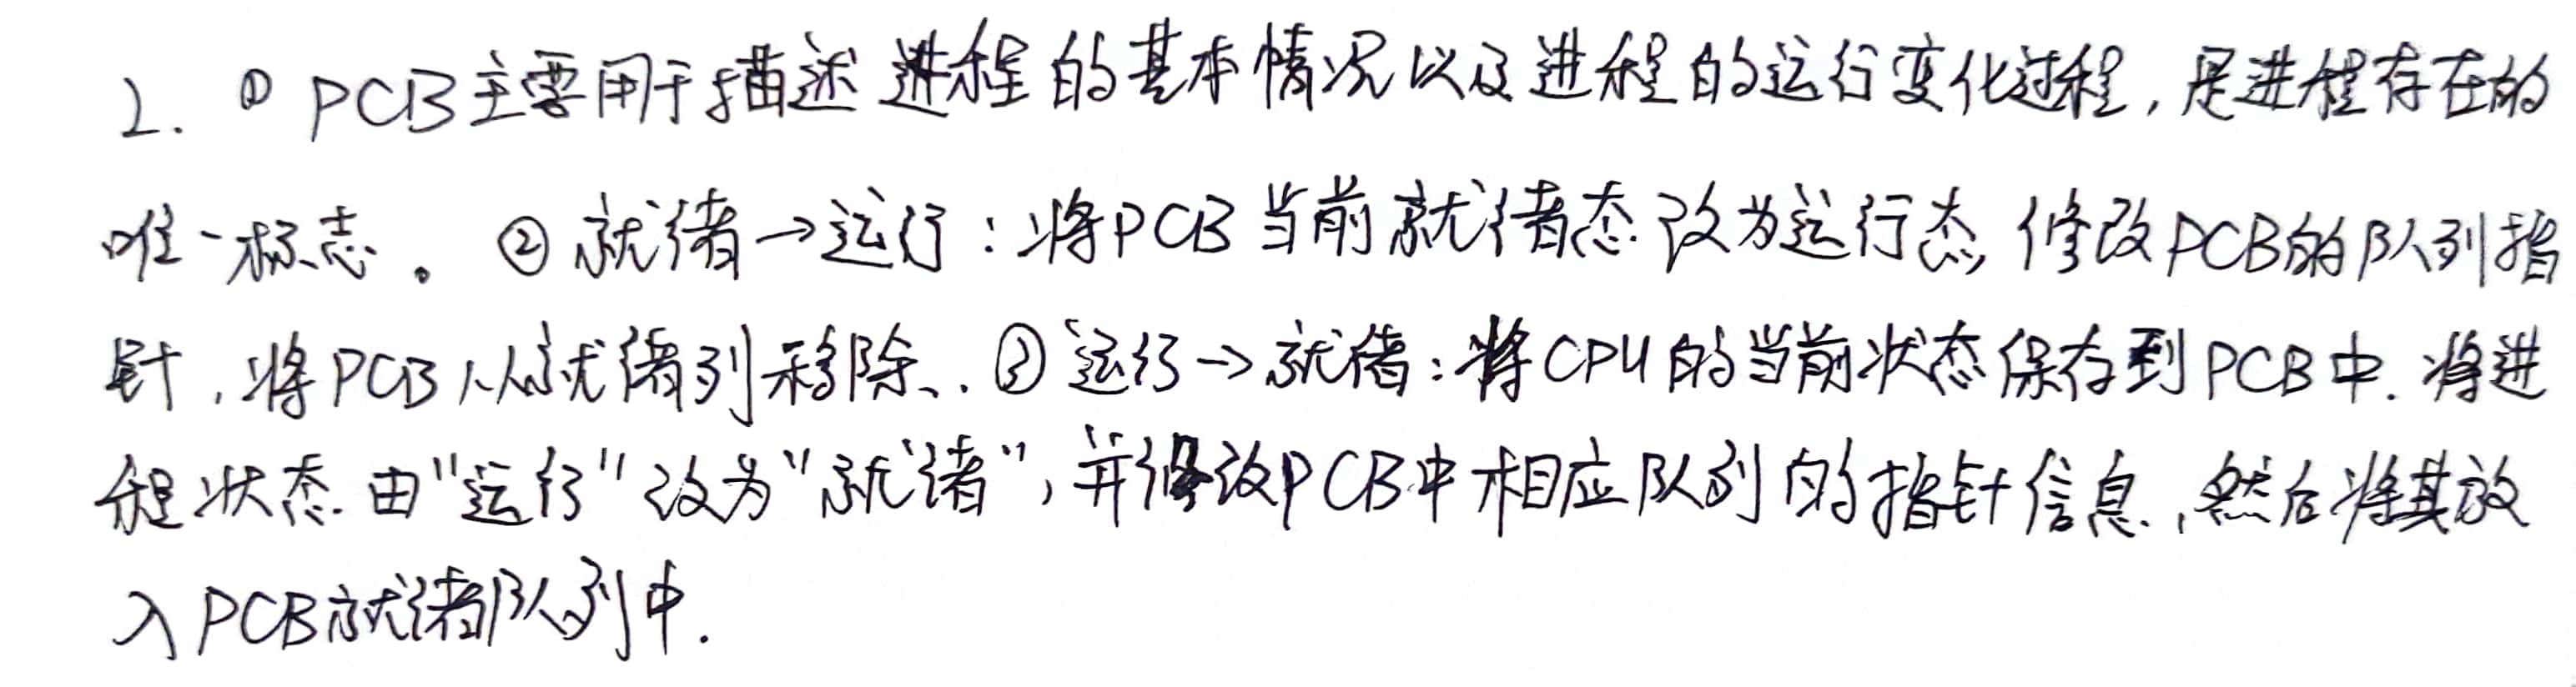 2. ① PCB主要用于描述进程的基本情况以及进程的运行变化过程,是进程存在的
唯一标志。 ② 就绪→运行:将PCB当前就绪态改为运行态,修改PCB的队列指
针,将PCB从就绪列移除. ③ 运行→就绪:将CPU的当前状态保存到PCB中.将进
程状态由"运行"改为"就绪",并修改PCB中相应队列的指针信息,然后将其放
入PCB就绪队列中.